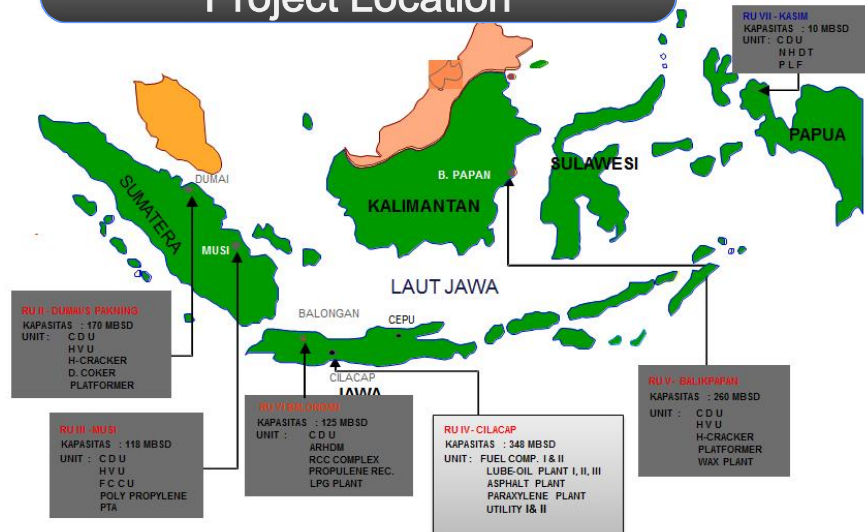 Project Location
RU VII - KASIM
KAPASITAS : 10 MBSD
UNIT : C D U
N H D T
P L F
PAPUA
SULAWESI
B. PAPAN
KALIMANTAN
DUMAI
SUMATERA
MUSI
LAUT JAWA
BALONGAN
CEPU
CILACAP
JAWA
RU II - DUMAI/S PAKNING
KAPASITAS : 170 MBSD
UNIT : C D U
H V U
H-CRACKER
D. COKER
PLATFORMER
RU III -MUSI
KAPASITAS : 118 MBSD
UNIT : C D U
H V U
F C C U
POLY PROPYLENE
PTA
RU VI BALONGAN
KAPASITAS : 125 MBSD
UNIT : C D U
ARHDM
RCC COMPLEX
PROPULENE REC.
LPG PLANT
RU IV - CILACAP
KAPASITAS : 348 MBSD
UNIT : FUEL COMP. I & II
LUBE-OIL PLANT I, II, III
ASPHALT PLANT
PARAXYLENE PLANT
UTILITY I& II
RU V - BALIKPAPAN
KAPASITAS : 260 MBSD
UNIT : C D U
H V U
H-CRACKER
PLATFORMER
WAX PLANT